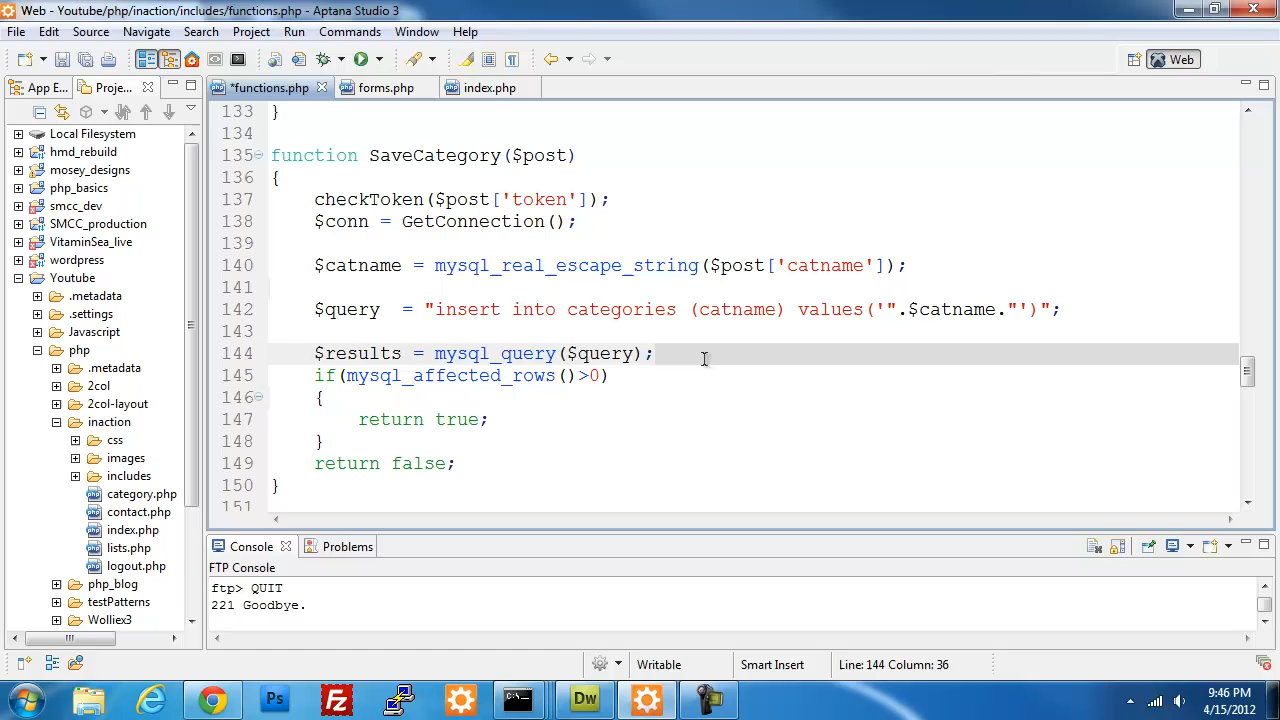 Web - Youtube/php/inaction/includes/functions.php - Aptana Studio 3
File Edit Source Navigate Search Project Run Commands Window Help
Web
App E... Proje... *functions.php forms.php index.php
Local Filesystem
hmd_rebuild
mosey_designs
php_basics
smcc_dev
SMCC_production
VitaminSea_live
wordpress
Youtube
.metadata
.settings
Javascript
php
.metadata
2col
2col-layout
inaction
css
images
includes
category.php
contact.php
index.php
lists.php
logout.php
php_blog
testPatterns
Wolliex3
133 }
134
135 function SaveCategory($post)
136 {
137 checkToken($post['token']);
138 $conn = GetConnection();
139
140 $catname = mysql_real_escape_string($post['catname']);
141
142 $query = "insert into categories (catname) values('".$catname."')";
143
144 $results = mysql_query($query);
145 if(mysql_affected_rows()>0)
146 {
147 return true;
148 }
149 return false;
150 }
151
Console Problems
FTP Console
ftp> QUIT
221 Goodbye.
Writable Smart Insert Line: 144 Column: 36
Ps Fz Dw
9:46 PM
4/15/2012